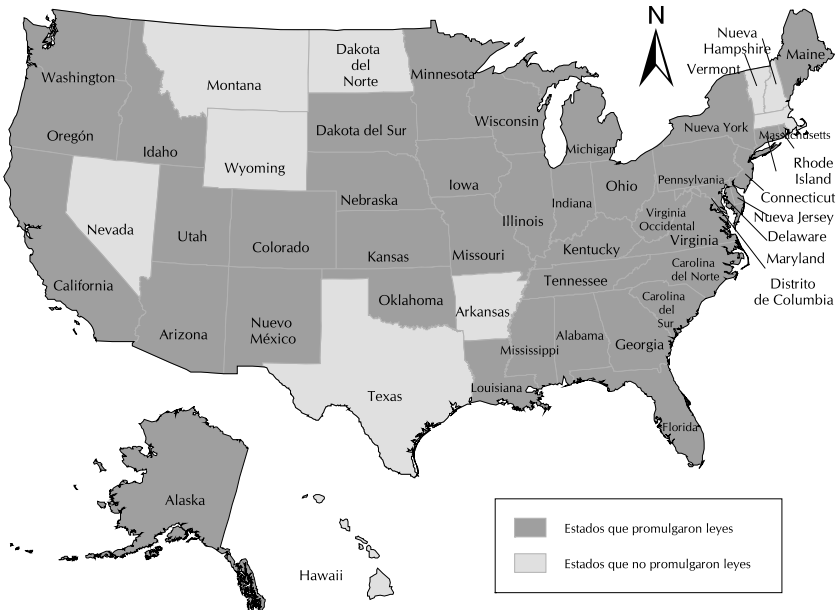 N
Washington
Oregón
Idaho
Montana
Dakota
del
Norte
Minnesota
Wisconsin
Michigan
Nueva
Hampshire
Vermont
Maine
Nueva York
Massachusetts
Rhode
Island
Connecticut
Nueva Jersey
Delaware
Maryland
Distrito
de Columbia
Dakota del Sur
Wyoming
Nevada
Utah
Colorado
Nebraska
Iowa
Illinois
Indiana
Ohio
Pennsylvania
Virginia
Occidental
Virginia
California
Kansas
Missouri
Kentucky
Carolina
del Norte
Tennessee
Arizona
Nuevo
México
Oklahoma
Arkansas
Carolina
del
Sur
Mississippi
Alabama
Georgia
Texas
Louisiana
Florida
Alaska
Hawaii
Estados que promulgaron leyes
Estados que no promulgaron leyes